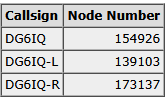 Callsign Node Number
DG6IQ 154926
DG6IQ-L 139103
DG6IQ-R 173137